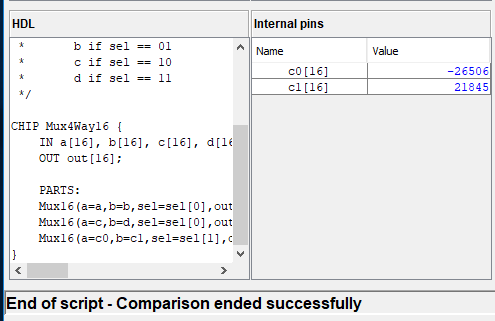 HDL
* b if sel == 01
* c if sel == 10
* d if sel == 11
*/
CHIP Mux4Way16 {
IN a[16], b[16], c[16], d[16
OUT out[16];
PARTS:
Mux16(a=a,b=b,sel=sel[0],out
Mux16(a=c,b=d,sel=sel[0],out
Mux16(a=c0,b=c1,sel=sel[1],o
}
Internal pins
Name Value
c0[16] -26506
c1[16] 21845
End of script - Comparison ended successfully